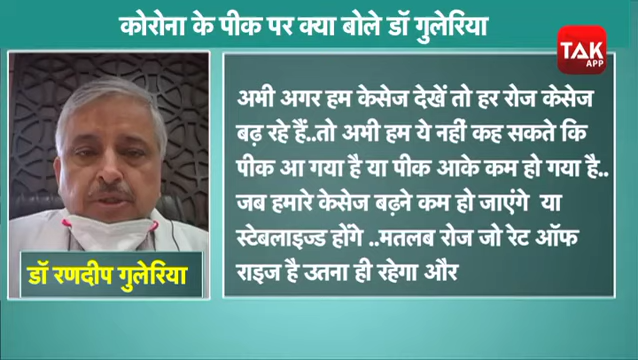 कोरोना के पीक पर क्या बोले डॉ गुलेरिया
TAK
APP
अभी अगर हम केसेज देखें तो हर रोज केसेज
बढ़ रहे हैं..तो अभी हम ये नहीं कह सकते कि
पीक आ गया है या पीक आके कम हो गया है..
जब हमारे केसेज बढ़ने कम हो जाएंगे या
स्टेबलाइज्ड होंगे ..मतलब रोज जो रेट ऑफ
राइज है उतना ही रहेगा और
डॉ रणदीप गुलेरिया